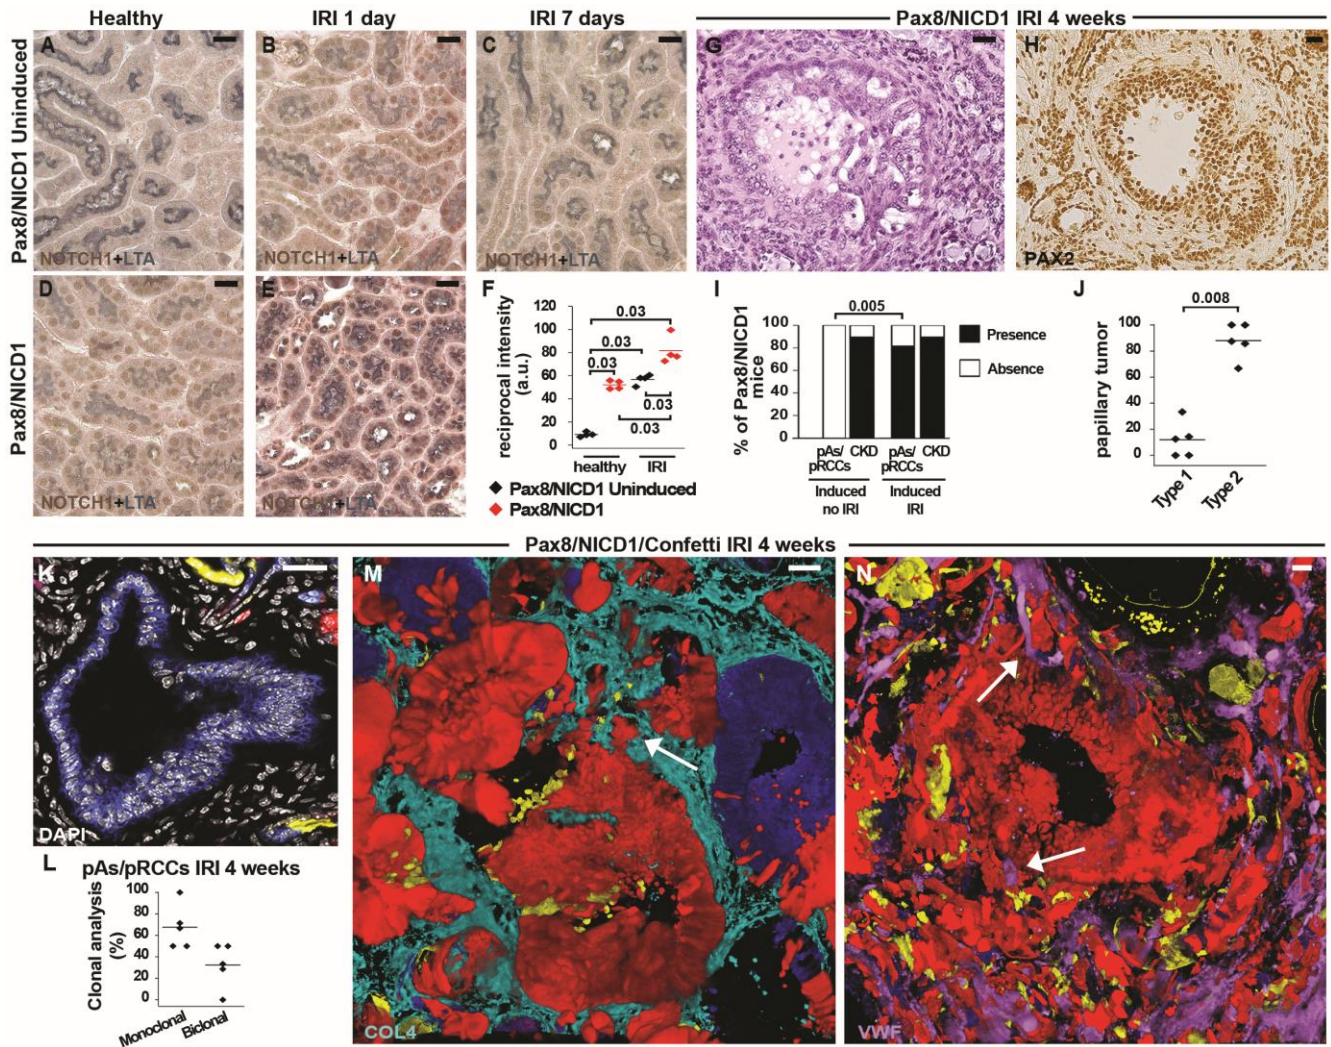 Healthy
IRI 1 day
IRI 7 days
Pax8/NICD1 IRI 4 weeks
Pax8/NICD1 Uninduced
A
NOTCH1+LTA
B
NOTCH1+LTA
C
NOTCH1+LTA
G
H
PAX2
Pax8/NICD1
D
NOTCH1+LTA
E
NOTCH1+LTA
F
reciprocal intensity
(a.u.)
120
100
80
60
40
20
0
0.03
0.03
0.03
0.03
0.03
healthy
IRI
Pax8/NICD1 Uninduced
Pax8/NICD1
I
0.005
% of Pax8/NICD1
mice
100
80
60
40
20
0
Presence
Absence
pAs/ CKD pAs/ CKD
pRCCs pRCCs
Induced Induced
no IRI IRI
J
0.008
papillary tumor
100
80
60
40
20
0
Type 1
Type 2
Pax8/NICD1/Confetti IRI 4 weeks
K
DAPI
L
pAs/pRCCs IRI 4 weeks
Clonal analysis
(%)
100
80
60
40
20
0
Monoclonal
Biclonal
M
COL4
N
VWF